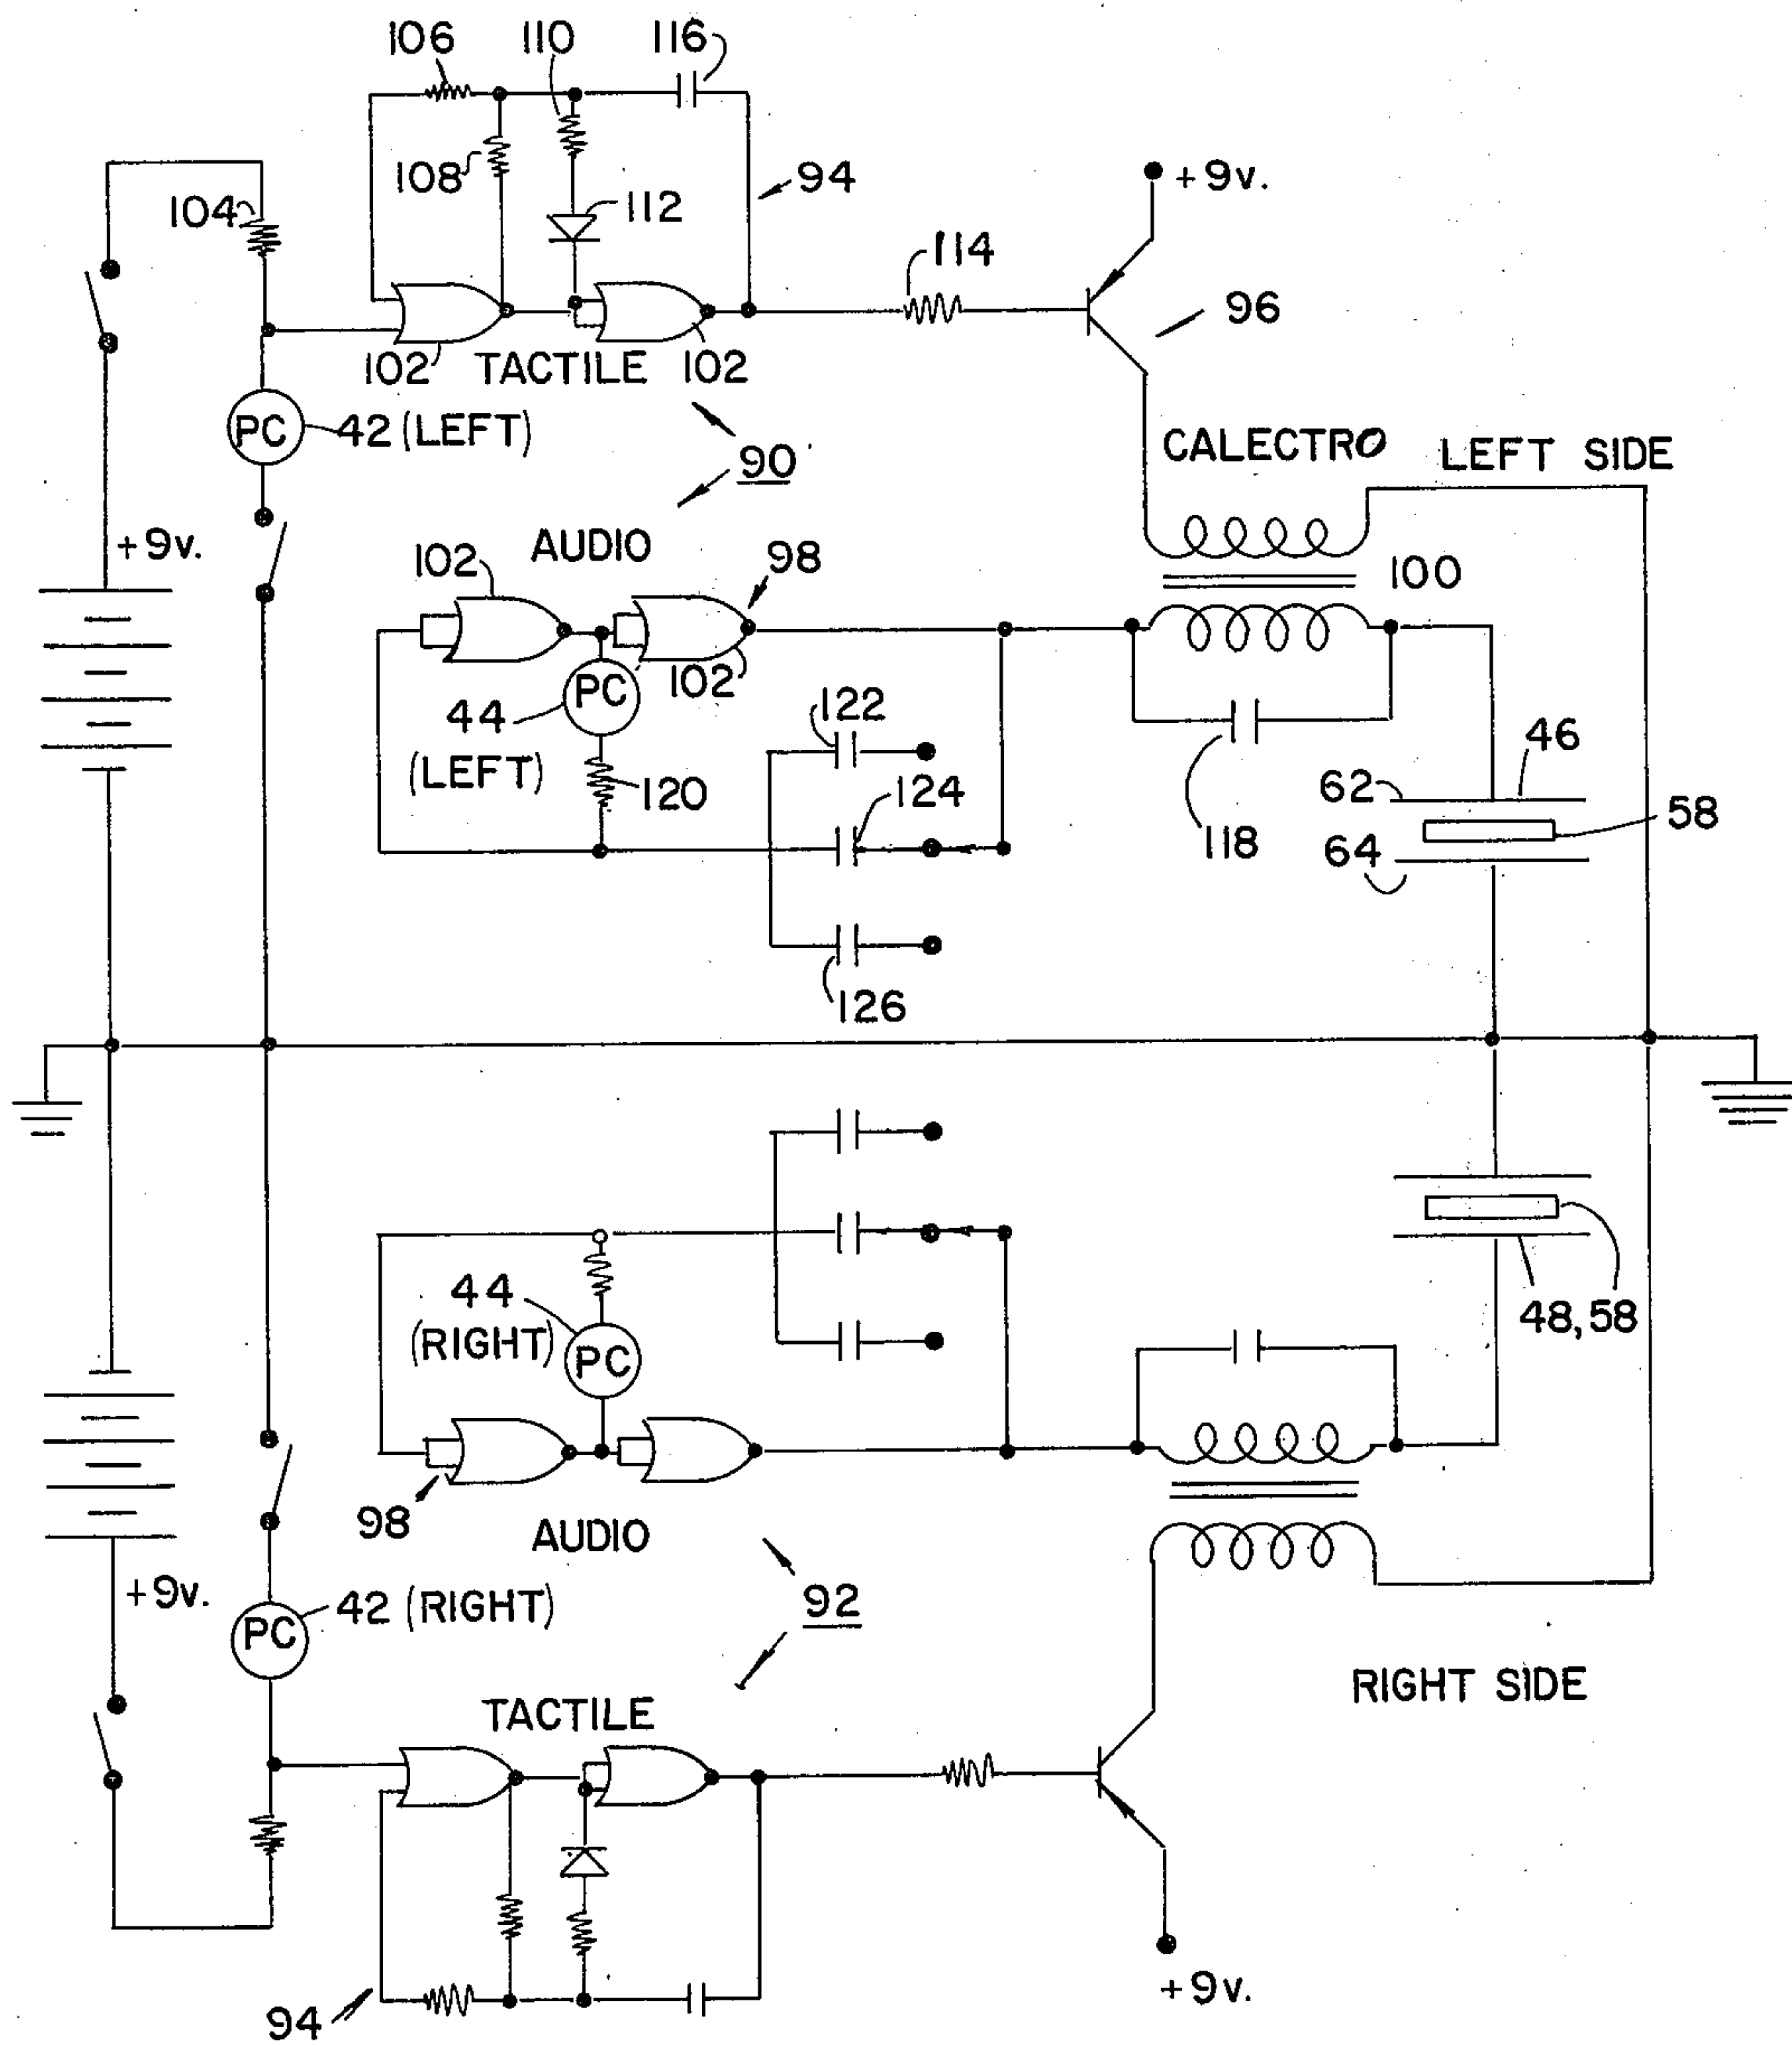 106 110 116
108 94 +9v.
104 112
114
96
102 TACTILE 102
PC 42 (LEFT)
CALECTRO LEFT SIDE
90
+9v. AUDIO
102 98 100
PC 102
44 122 46
(LEFT) 120 124 62 58
118 64
126
44
(RIGHT) PC 48,58
98 AUDIO
+9v.
PC 42 (RIGHT) 92
TACTILE RIGHT SIDE
94 +9v.